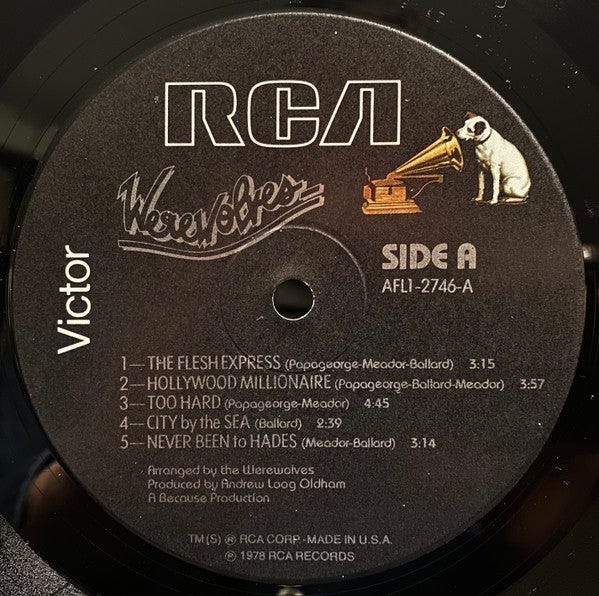 RCA
Werewolves
Victor
SIDE A
AFL1-2746-A
1—THE FLESH EXPRESS (Papageorge-Meador-Ballard) 3:15
2—HOLLYWOOD MILLIONAIRE (Papageorge-Ballard-Meador) 3:57
3—TOO HARD (Papageorge-Meador) 4:45
4—CITY by the SEA (Ballard) 2:39
5—NEVER BEEN to HADES (Meador-Ballard) 3:14
Arranged by the Werewolves
Produced by Andrew Loog Oldham
A Because Production
TM(S) ® RCA CORP.-MADE IN U.S.A.
℗ 1978 RCA RECORDS